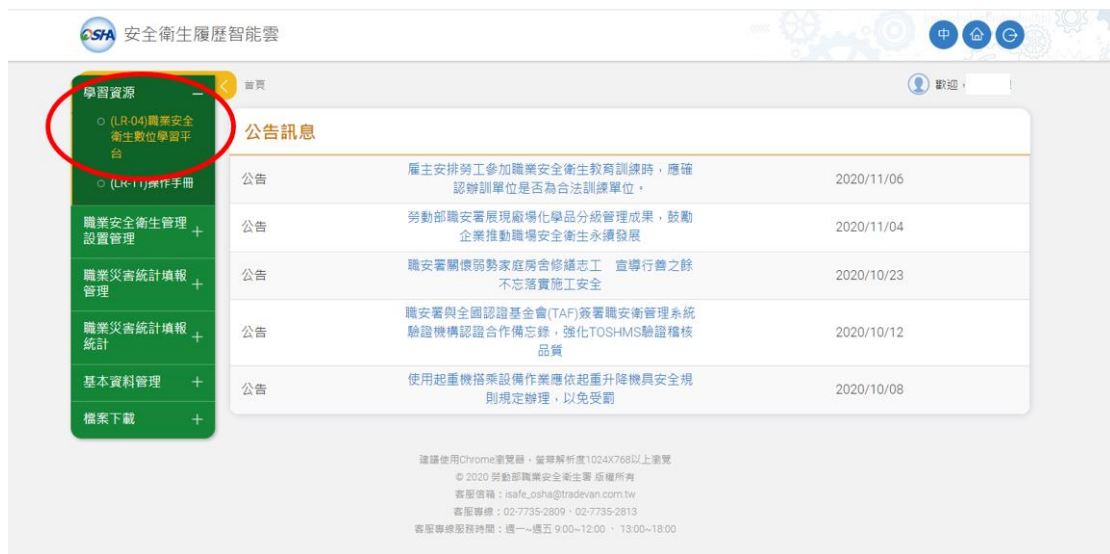 OSHA 安全衛生履歷智能雲
中
學習資源
首頁
歡迎，
(LR-04)職業安全
衛生數位學習平
台
(LR-11)操作手冊
職業安全衛生管理
設置管理
職業災害統計填報
管理
職業災害統計填報
統計
基本資料管理
檔案下載
公告訊息
公告
雇主安排勞工參加職業安全衛生教育訓練時，應確
認辦訓單位是否為合法訓練單位。
2020/11/06
公告
勞動部職安署展現廠場化學品分級管理成果，鼓勵
企業推動職場安全衛生永續發展
2020/11/04
公告
職安署關懷弱勢家庭房舍修繕志工　宣導行善之餘
不忘落實施工安全
2020/10/23
公告
職安署與全國認證基金會(TAF)簽署職安衛管理系統
驗證機構認證合作備忘錄，強化TOSHMS驗證稽核
品質
2020/10/12
公告
使用起重機搭乘設備作業應依起重升降機具安全規
則規定辦理，以免受罰
2020/10/08
建議使用Chrome瀏覽器，螢幕解析度1024X768以上瀏覽
© 2020 勞動部職業安全衛生署 版權所有
客服信箱：isafe_osha@tradevan.com.tw
客服專線：02-7735-2809、02-7735-2813
客服專線服務時間：週一~週五 9:00~12:00 、 13:00~18:00